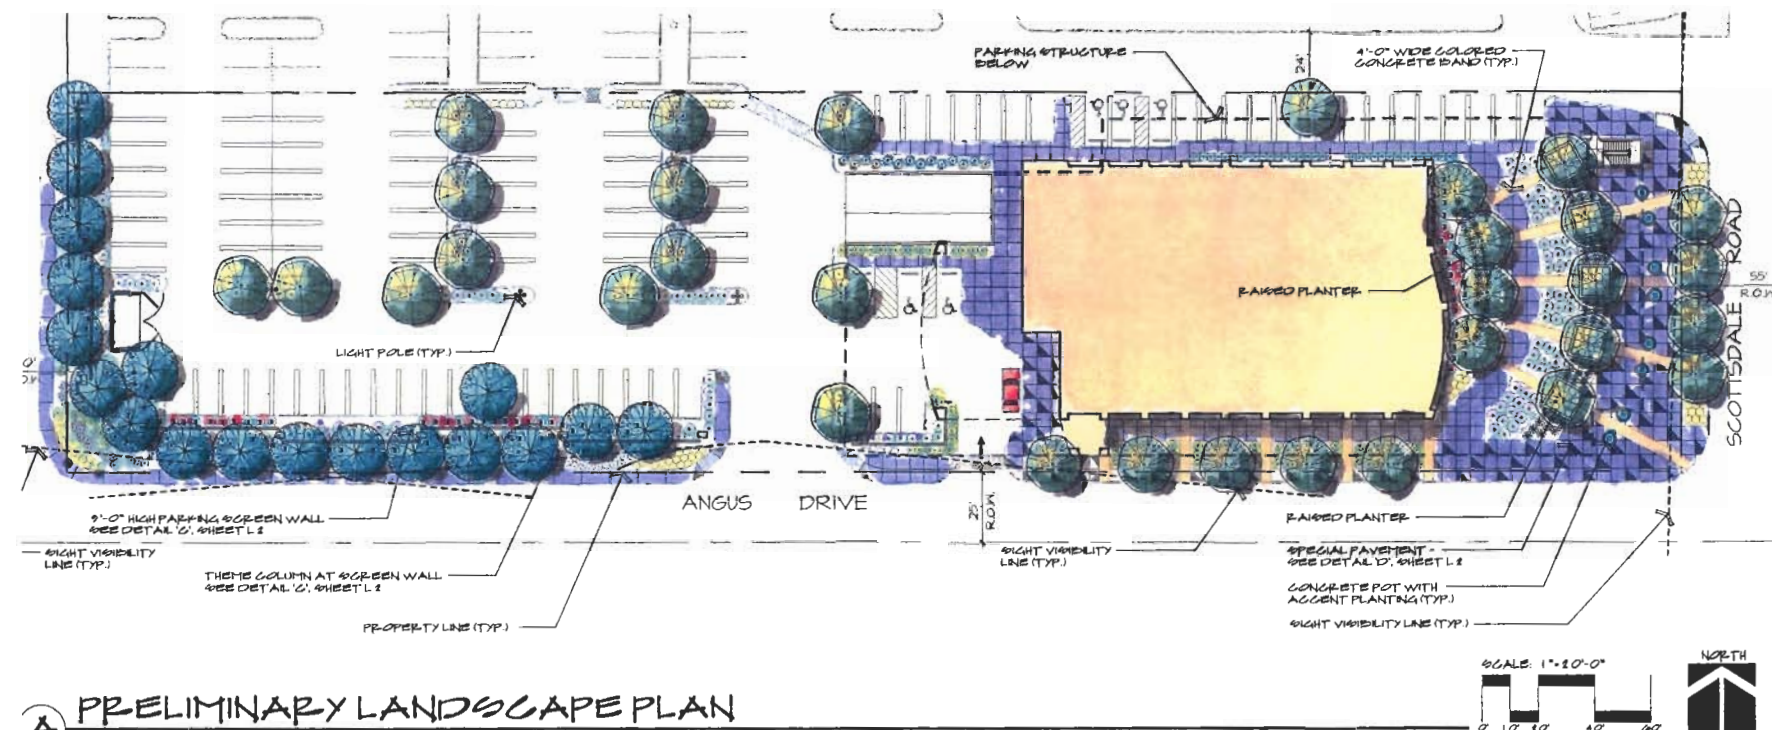 PARKING STRUCTURE
BELOW
4'-0" WIDE COLORED
CONCRETE BAND (TYP.)
24'
RAISED PLANTER
SCOTTSDALE ROAD
55'
R.O.W.
LIGHT POLE (TYP.)
ANGUS DRIVE
25'
R.O.W.
HIGH PARKING SCREEN WALL
SEE DETAIL 'C', SHEET L2
SIGHT VISIBILITY
LINE (TYP.)
THEME COLUMN AT SCREEN WALL
SEE DETAIL 'C', SHEET L2
PROPERTY LINE (TYP.)
SIGHT VISIBILITY
LINE (TYP.)
RAISED PLANTER
SPECIAL PAVEMENT -
SEE DETAIL 'D', SHEET L2
CONCRETE POT WITH
ACCENT PLANTING (TYP.)
SIGHT VISIBILITY LINE (TYP.)
SCALE: 1"=20'-0"
NORTH
PRELIMINARY LANDSCAPE PLAN